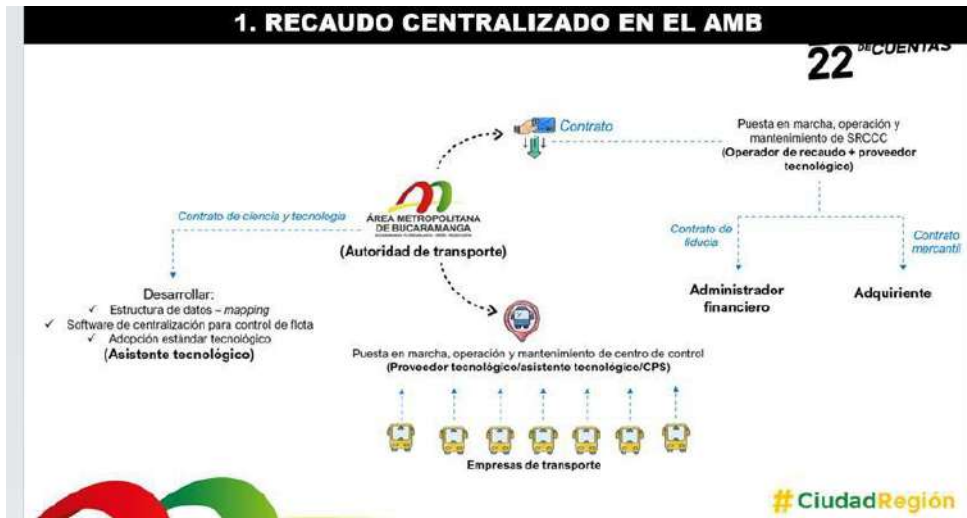 1. RECAUDO CENTRALIZADO EN EL AMB
22 DE CUENTAS
Contrato
Puesta en marcha, operación y
mantenimiento de SRCCC
(Operador de recaudo + proveedor
tecnológico)
Contrato de ciencia y tecnología
ÁREA METROPOLITANA
DE BUCARAMANGA
(Autoridad de transporte)
Contrato de
fiducia
Contrato
mercantil
Administrador
financiero
Adquiriente
Desarrollar:
✓ Estructura de datos – mapping
✓ Software de centralización para control de flota
✓ Adopción estándar tecnológico
(Asistente tecnológico)
Puesta en marcha, operación y mantenimiento de centro de control
(Proveedor tecnológico/asistente tecnológico/CPS)
Empresas de transporte
#CiudadRegión